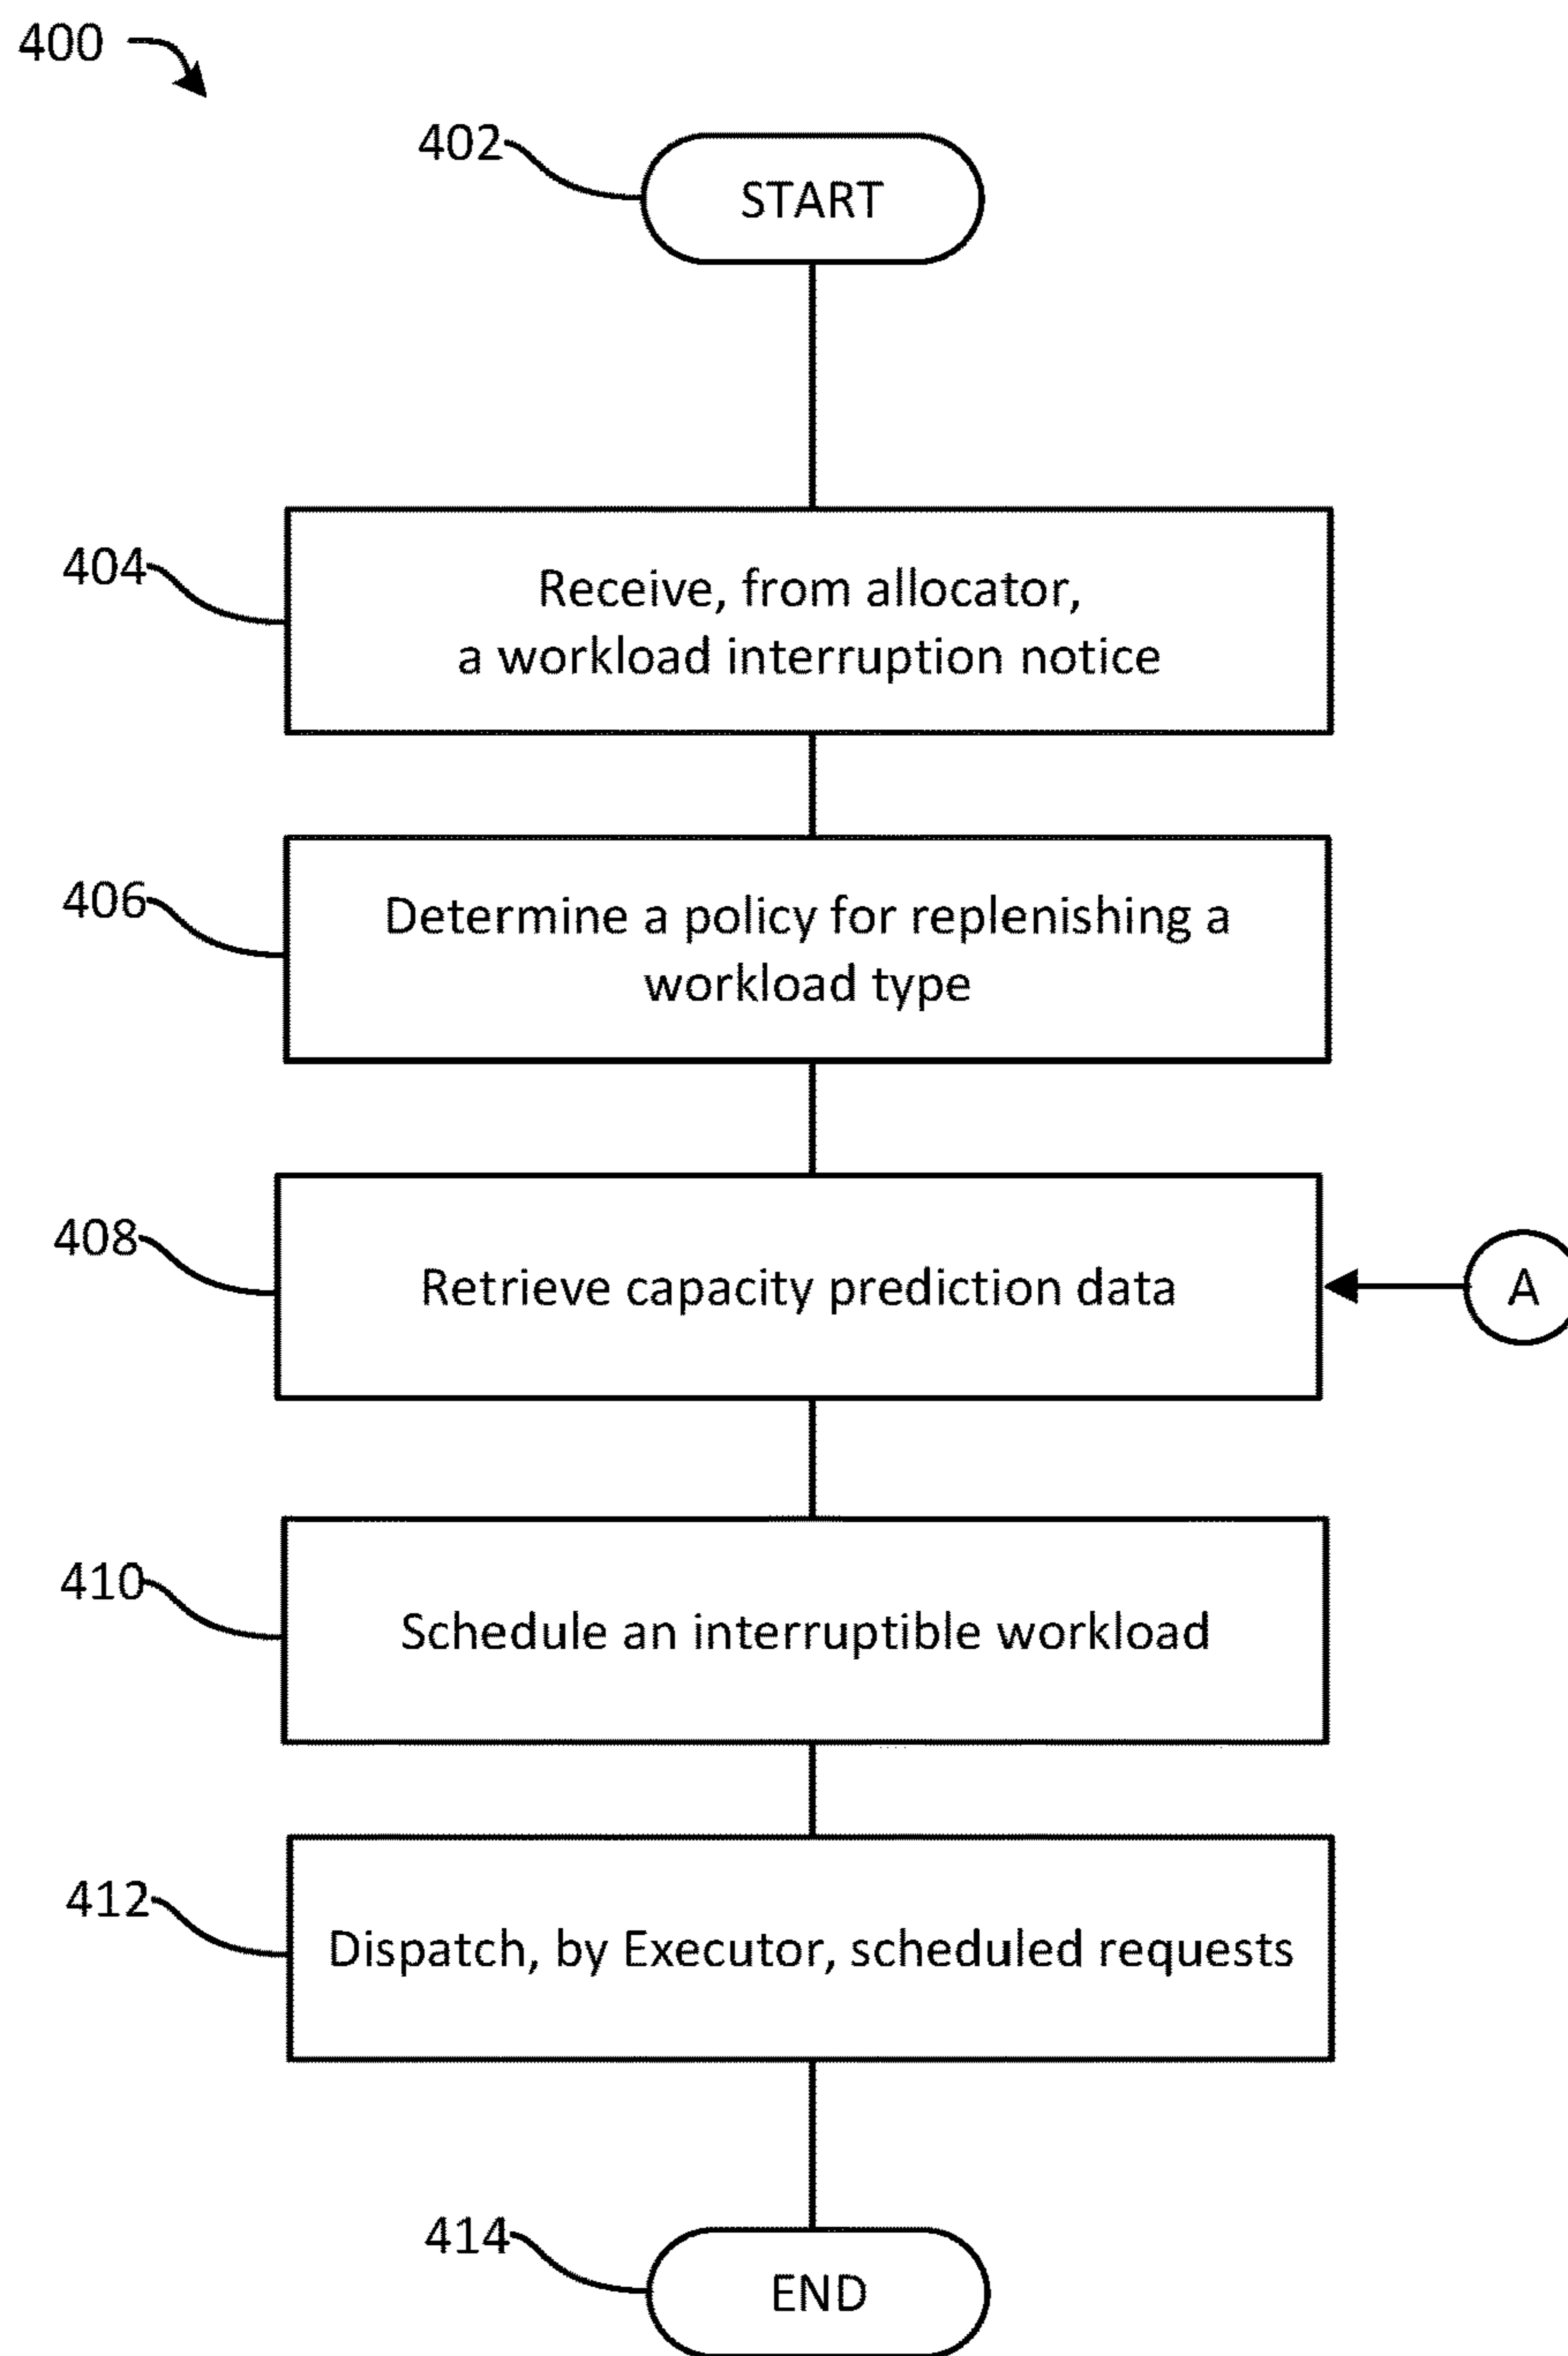 400
402
START
404
Receive, from allocator,
a workload interruption notice
406
Determine a policy for replenishing a
workload type
408
Retrieve capacity prediction data
A
410
Schedule an interruptible workload
412
Dispatch, by Executor, scheduled requests
414
END